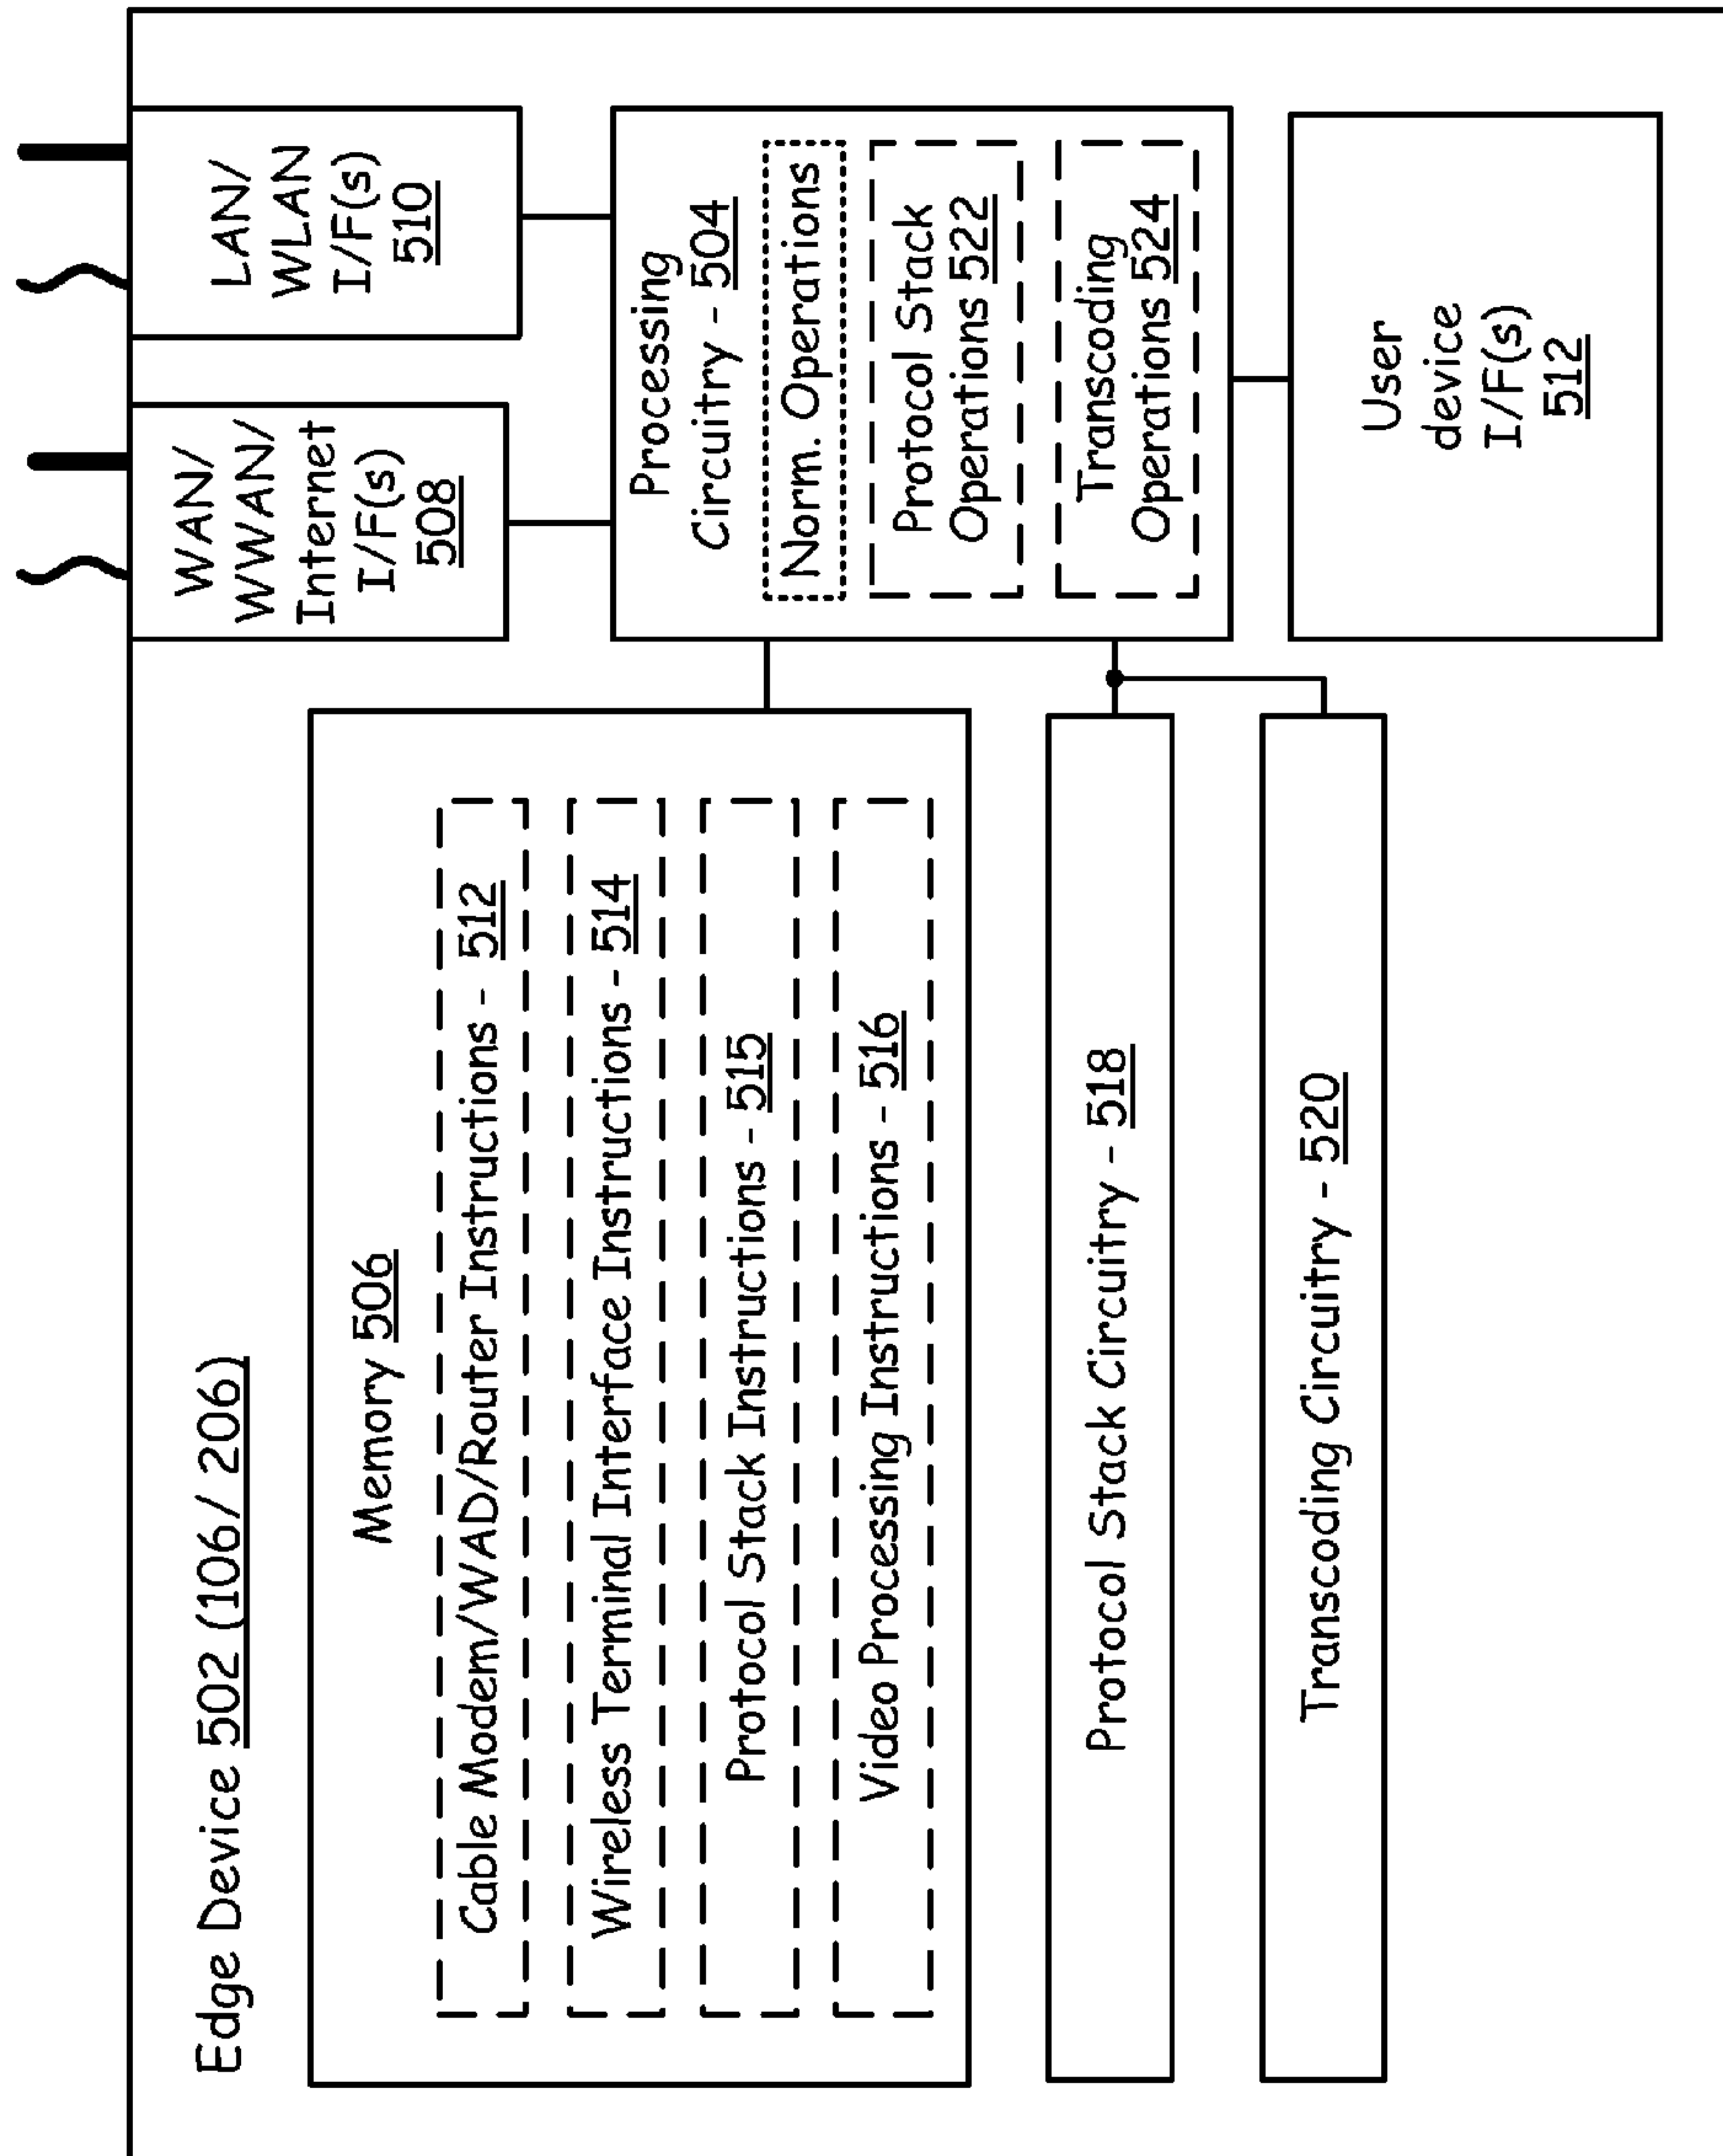 Edge Device 502 (106/ 206)
Memory 506
Cable Modem/WAD/Router Instructions - 512
Wireless Terminal Interface Instructions - 514
Protocol Stack Instructions - 515
Video Processing Instructions - 516
Protocol Stack Circuitry - 518
Transcoding Circuitry - 520
WAN/
WWAN/
Internet
I/F(s)
508
LAN/
WLAN
I/F(s)
510
Processing
Circuitry - 504
Norm. Operations
Protocol Stack
Operations 522
Transcoding
Operations 524
User
device
I/F(s)
512